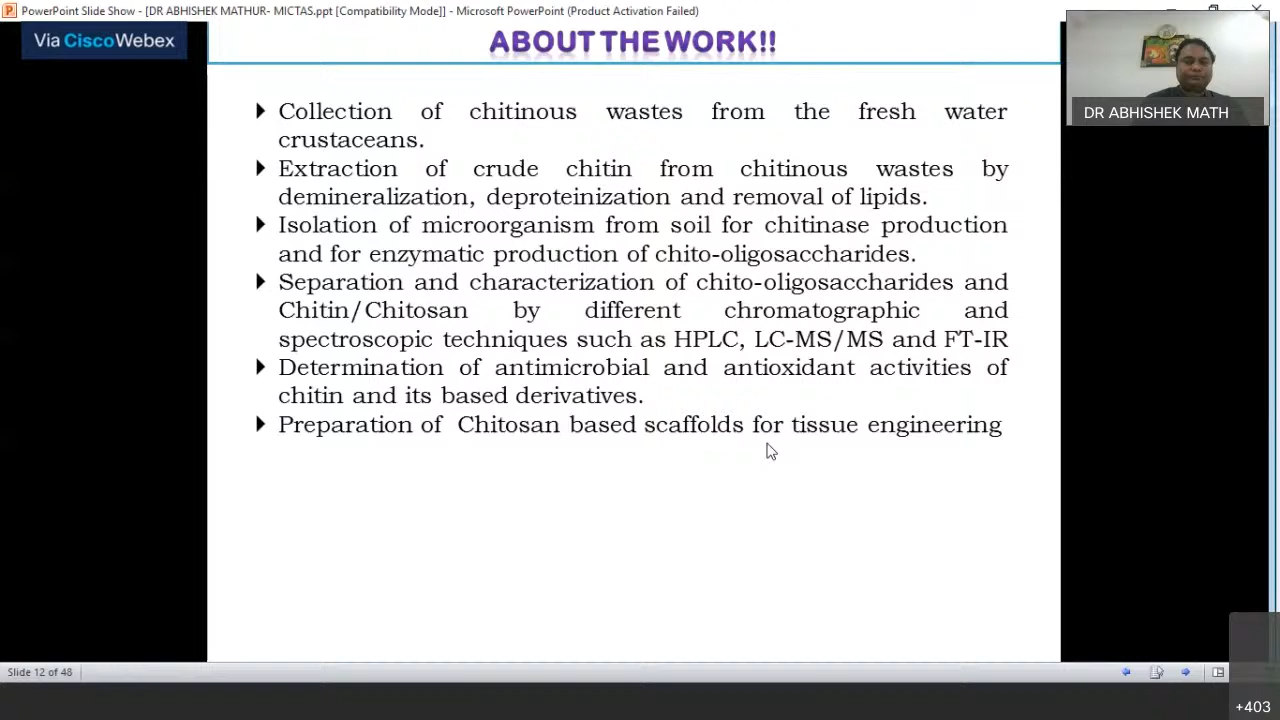 PowerPoint Slide Show - [DR ABHISHEK MATHUR- MICTAS.ppt [Compatibility Mode]] - Microsoft PowerPoint (Product Activation Failed)
Via CiscoWebex
ABOUT THE WORK!!
DR ABHISHEK MATH
Collection of chitinous wastes from the fresh water
crustaceans.
Extraction of crude chitin from chitinous wastes by
demineralization, deproteinization and removal of lipids.
Isolation of microorganism from soil for chitinase production
and for enzymatic production of chito-oligosaccharides.
Separation and characterization of chito-oligosaccharides and
Chitin/Chitosan by different chromatographic and
spectroscopic techniques such as HPLC, LC-MS/MS and FT-IR
Determination of antimicrobial and antioxidant activities of
chitin and its based derivatives.
Preparation of Chitosan based scaffolds for tissue engineering
Slide 12 of 48
+403